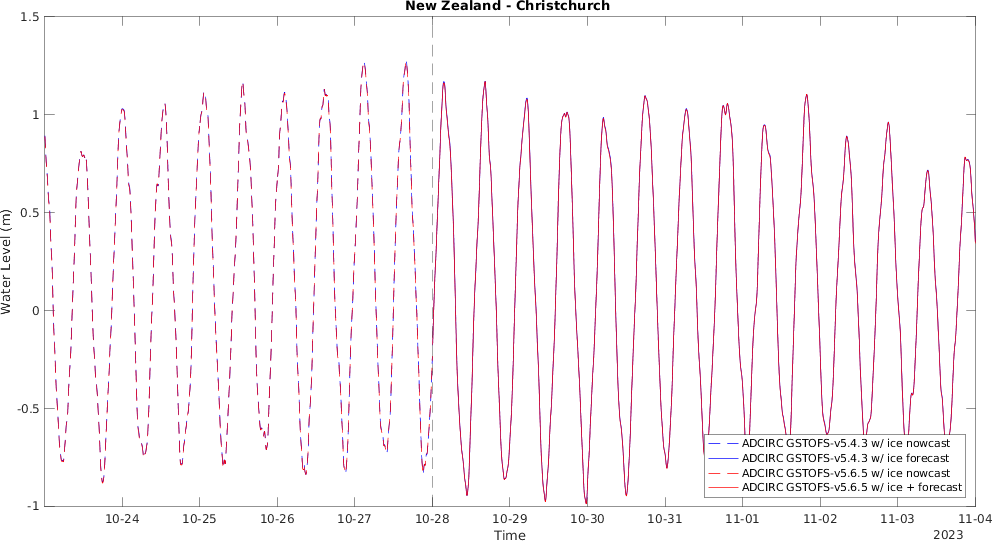 New Zealand - Christchurch
1.5
1
0.5
0
-0.5
-1
Water Level (m)
10-24 10-25 10-26 10-27 10-28 10-29 10-30 10-31 11-01 11-02 11-03 11-04
Time
2023
ADCIRC GSTOFS-v5.4.3 w/ ice nowcast
ADCIRC GSTOFS-v5.4.3 w/ ice forecast
ADCIRC GSTOFS-v5.6.5 w/ ice nowcast
ADCIRC GSTOFS-v5.6.5 w/ ice + forecast